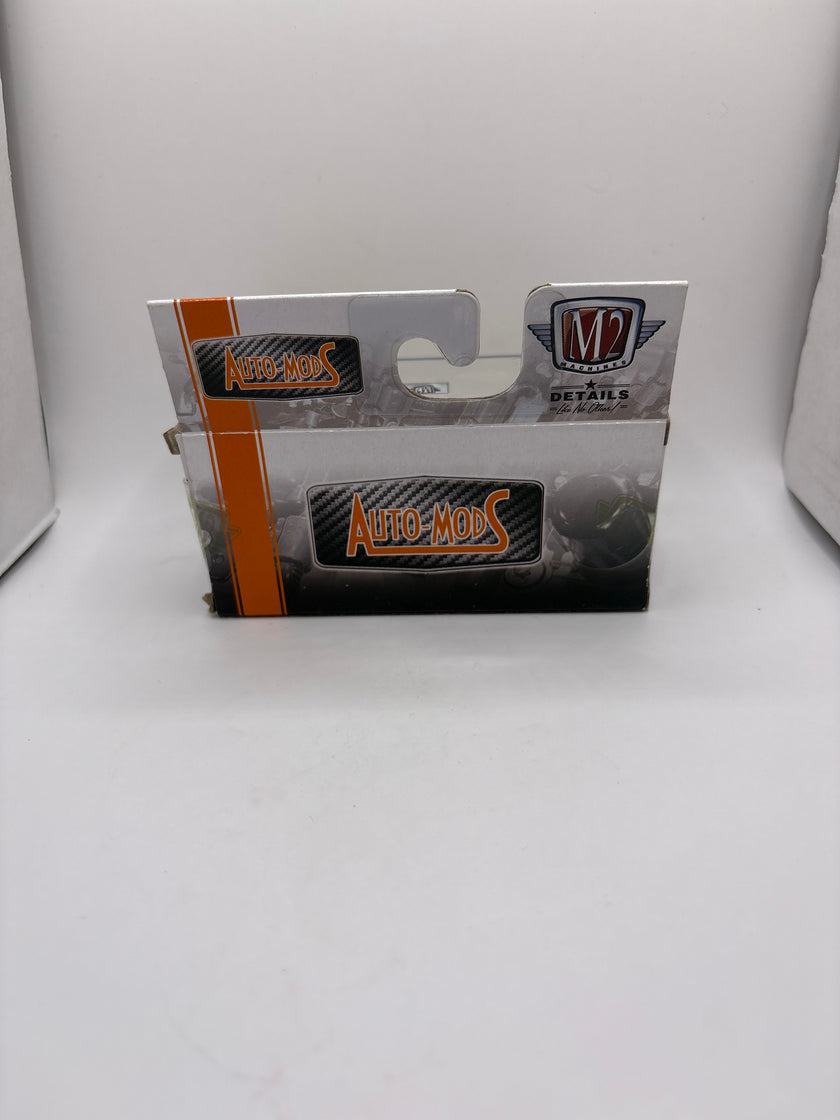 AUTO-MODS
M2
MACHINES
DETAILS
Like No Other!
AUTO-MODS